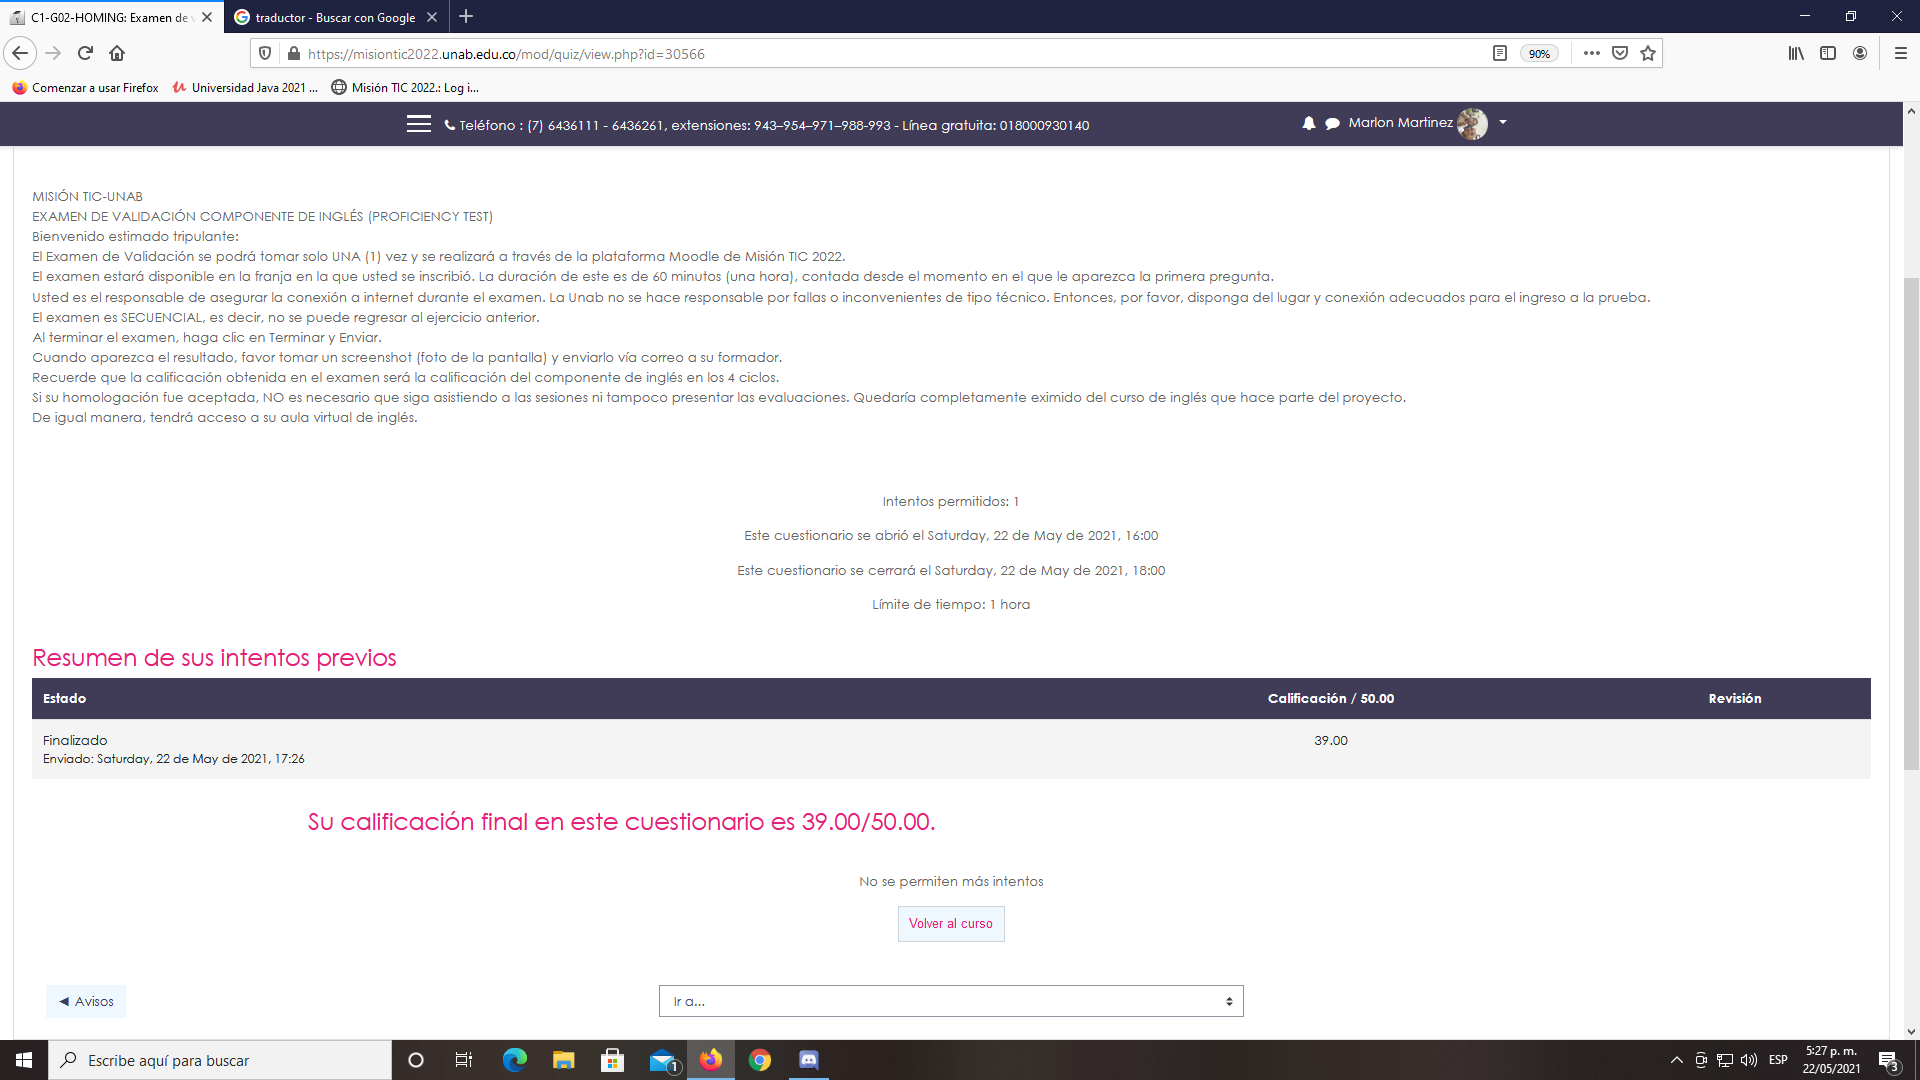 C1-G02-HOMING: Examen de v
traductor - Buscar con Google
https://misiontic2022.unab.edu.co/mod/quiz/view.php?id=30566
90%
Comenzar a usar Firefox
Universidad Java 2021 ...
Misión TIC 2022.: Log i...
Teléfono : (7) 6436111 - 6436261, extensiones: 943–954–971–988-993 - Línea gratuita: 018000930140
Marlon Martinez
MISIÓN TIC-UNAB
EXAMEN DE VALIDACIÓN COMPONENTE DE INGLÉS (PROFICIENCY TEST)
Bienvenido estimado tripulante:
El Examen de Validación se podrá tomar solo UNA (1) vez y se realizará a través de la plataforma Moodle de Misión TIC 2022.
El examen estará disponible en la franja en la que usted se inscribió. La duración de este es de 60 minutos (una hora), contada desde el momento en el que le aparezca la primera pregunta.
Usted es el responsable de asegurar la conexión a internet durante el examen. La Unab no se hace responsable por fallas o inconvenientes de tipo técnico. Entonces, por favor, disponga del lugar y conexión adecuados para el ingreso a la prueba.
El examen es SECUENCIAL, es decir, no se puede regresar al ejercicio anterior.
Al terminar el examen, haga clic en Terminar y Enviar.
Cuando aparezca el resultado, favor tomar un screenshot (foto de la pantalla) y enviarlo vía correo a su formador.
Recuerde que la calificación obtenida en el examen será la calificación del componente de inglés en los 4 ciclos.
Si su homologación fue aceptada, NO es necesario que siga asistiendo a las sesiones ni tampoco presentar las evaluaciones. Quedaría completamente eximido del curso de inglés que hace parte del proyecto.
De igual manera, tendrá acceso a su aula virtual de inglés.
Intentos permitidos: 1
Este cuestionario se abrió el Saturday, 22 de May de 2021, 16:00
Este cuestionario se cerrará el Saturday, 22 de May de 2021, 18:00
Límite de tiempo: 1 hora
Resumen de sus intentos previos
Estado Calificación / 50.00 Revisión
Finalizado 39.00
Enviado: Saturday, 22 de May de 2021, 17:26
Su calificación final en este cuestionario es 39.00/50.00.
No se permiten más intentos
Volver al curso
◄ Avisos
Ir a...
Escribe aquí para buscar
1
ESP
5:27 p. m.
22/05/2021
3